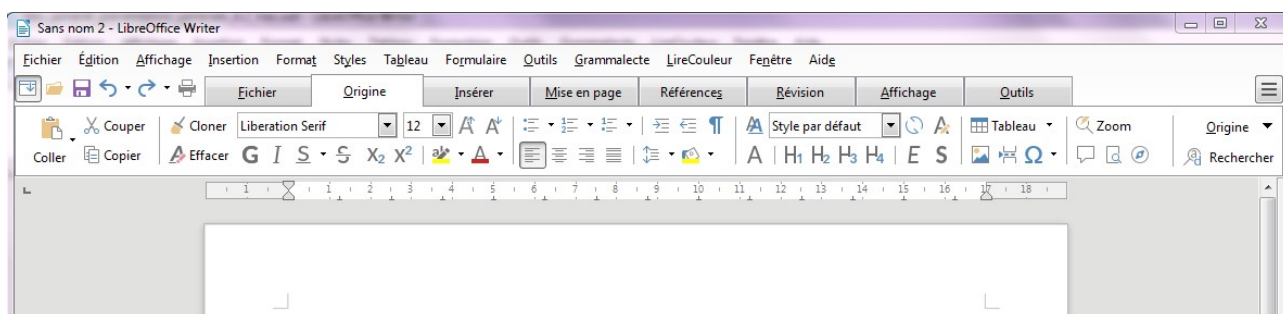 Sans nom 2 - LibreOffice Writer
Fichier Édition Affichage Insertion Format Styles Tableau Formulaire Outils Grammalecte LireCouleur Fenêtre Aide
Fichier Origine Insérer Mise en page Références Révision Affichage Outils
Couper Cloner Liberation Serif 12 Style par défaut Tableau Zoom Origine
Coller Copier Effacer G I S S X₂ X² A A H1 H2 H3 H4 E S Ω Rechercher
1 1 2 3 4 5 6 7 8 9 10 11 12 13 14 15 16 17 18